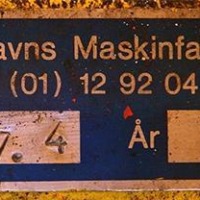 avns Maskinfa
(01) 12 92 04
7. 4 År